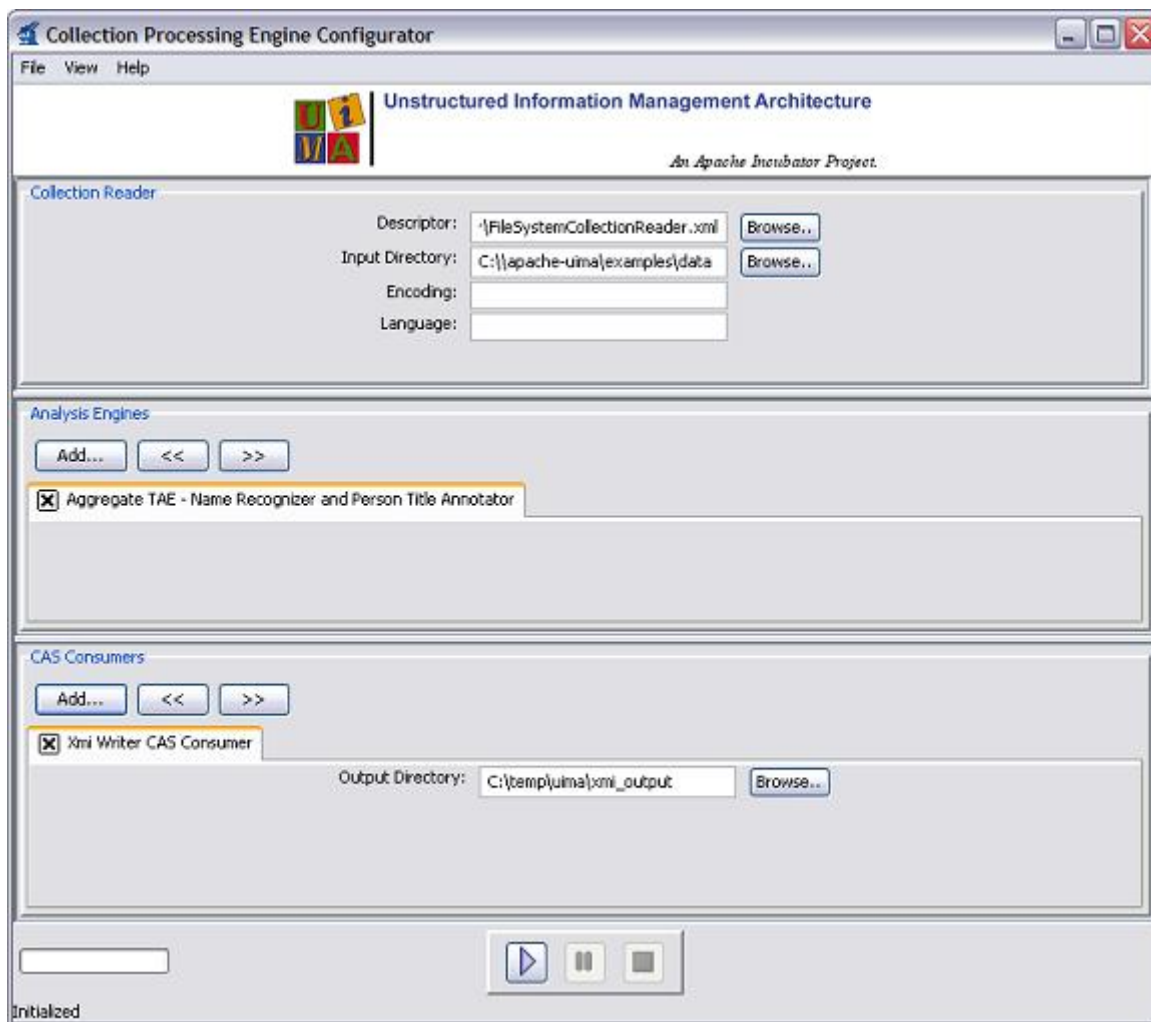 Collection Processing Engine Configurator
File View Help
UIMA
Unstructured Information Management Architecture
An Apache Incubator Project.
Collection Reader
Descriptor: \FileSystemCollectionReader.xml Browse..
Input Directory: C:\\apache-uima\examples\data Browse..
Encoding:
Language:
Analysis Engines
Add... << >>
Aggregate TAE - Name Recognizer and Person Title Annotator
CAS Consumers
Add... << >>
Xmi Writer CAS Consumer
Output Directory: C:\temp\uima\xmi_output Browse..
Initialized